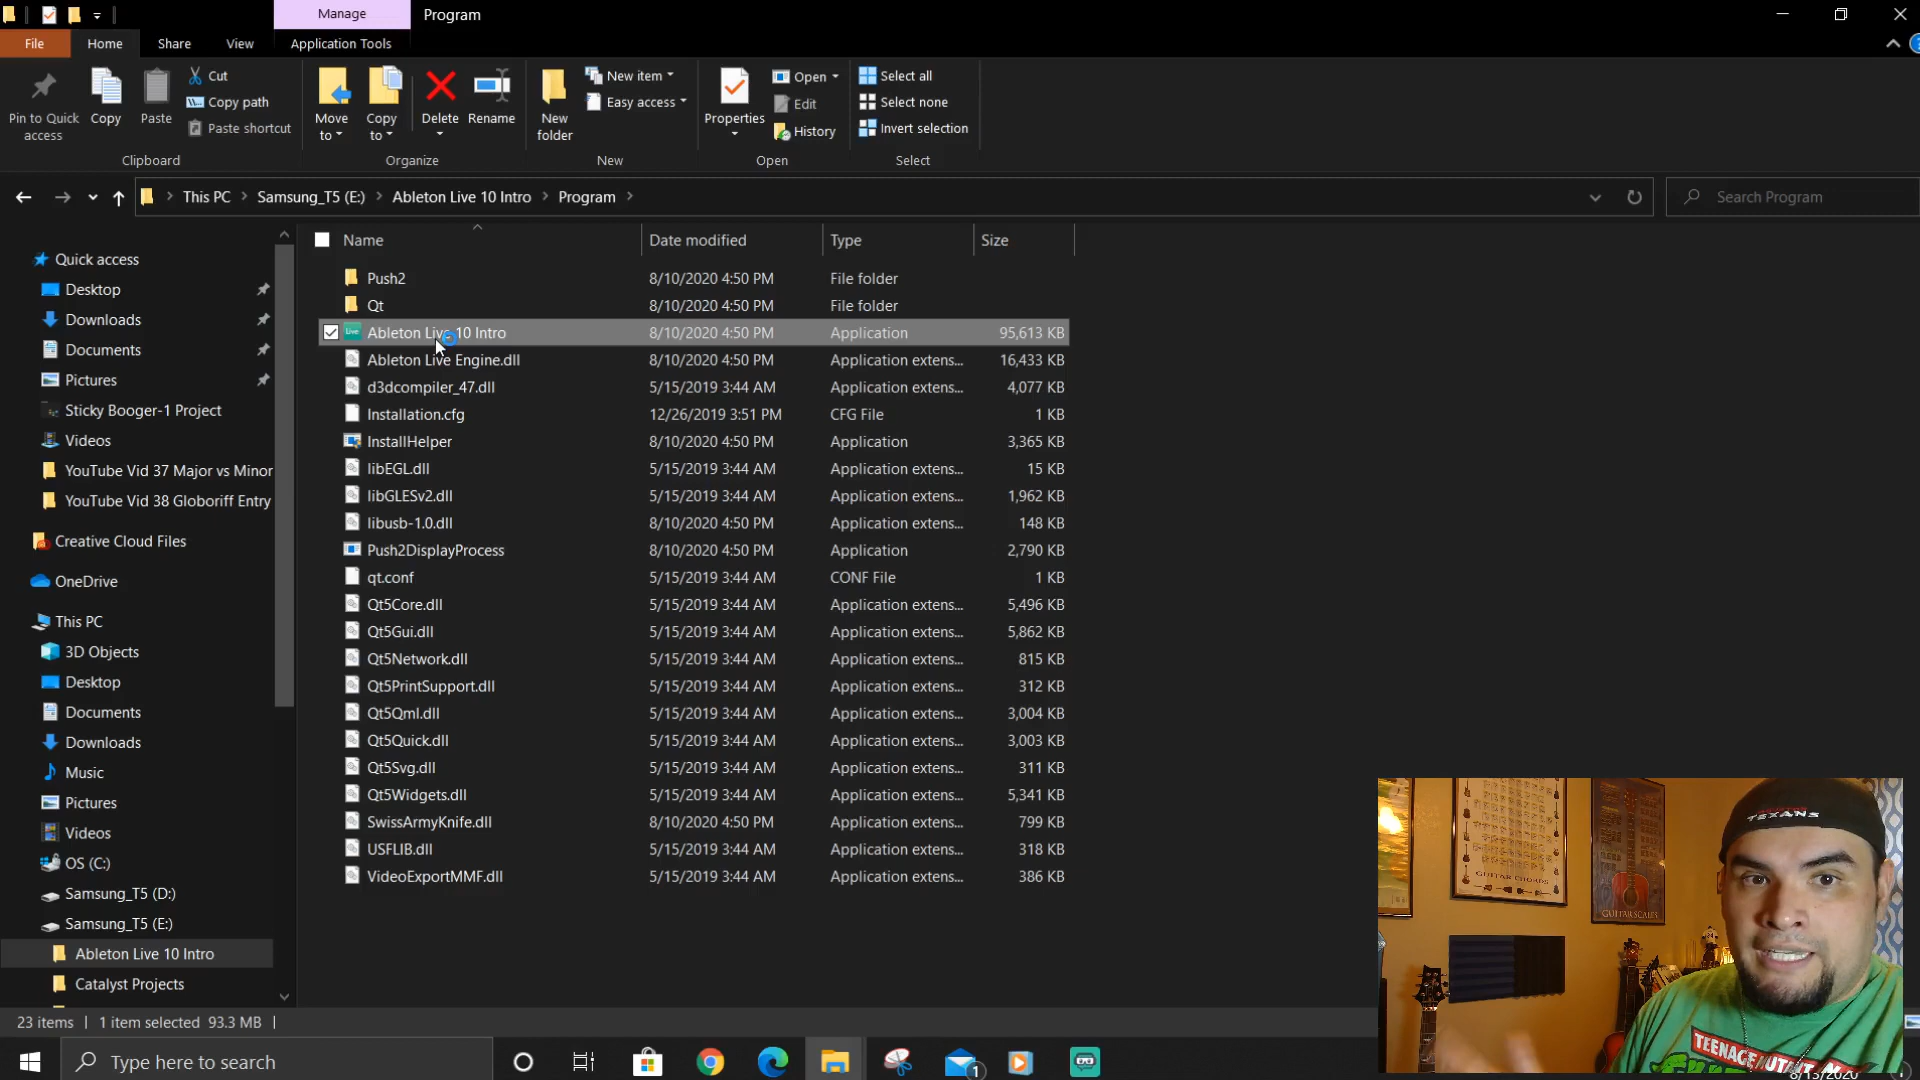 Manage
Program
File
Home
Share
View
Application Tools
Pin to Quick access
Copy
Paste
Cut
Copy path
Paste shortcut
Clipboard
Move to
Copy to
Delete
Rename
Organize
New folder
New item
Easy access
New
Properties
Open
Edit
History
Open
Select all
Select none
Invert selection
Select
This PC
Samsung_T5 (E:)
Ableton Live 10 Intro
Program
Search Program
Quick access
Desktop
Downloads
Documents
Pictures
Sticky Booger-1 Project
Videos
YouTube Vid 37 Major vs Minor
YouTube Vid 38 Globoriff Entry
Creative Cloud Files
OneDrive
This PC
3D Objects
Desktop
Documents
Downloads
Music
Pictures
Videos
OS (C:)
Samsung_T5 (D:)
Samsung_T5 (E:)
Ableton Live 10 Intro
Catalyst Projects
Name Date modified Type Size
Push2 8/10/2020 4:50 PM File folder
Qt 8/10/2020 4:50 PM File folder
Ableton Live 10 Intro 8/10/2020 4:50 PM Application 95,613 KB
Ableton Live Engine.dll 8/10/2020 4:50 PM Application extens... 16,433 KB
d3dcompiler_47.dll 5/15/2019 3:44 AM Application extens... 4,077 KB
Installation.cfg 12/26/2019 3:51 PM CFG File 1 KB
InstallHelper 8/10/2020 4:50 PM Application 3,365 KB
libEGL.dll 5/15/2019 3:44 AM Application extens... 15 KB
libGLESv2.dll 5/15/2019 3:44 AM Application extens... 1,962 KB
libusb-1.0.dll 8/10/2020 4:50 PM Application extens... 148 KB
Push2DisplayProcess 8/10/2020 4:50 PM Application 2,790 KB
qt.conf 5/15/2019 3:44 AM CONF File 1 KB
Qt5Core.dll 5/15/2019 3:44 AM Application extens... 5,496 KB
Qt5Gui.dll 5/15/2019 3:44 AM Application extens... 5,862 KB
Qt5Network.dll 5/15/2019 3:44 AM Application extens... 815 KB
Qt5PrintSupport.dll 5/15/2019 3:44 AM Application extens... 312 KB
Qt5Qml.dll 5/15/2019 3:44 AM Application extens... 3,004 KB
Qt5Quick.dll 5/15/2019 3:44 AM Application extens... 3,003 KB
Qt5Svg.dll 5/15/2019 3:44 AM Application extens... 311 KB
Qt5Widgets.dll 5/15/2019 3:44 AM Application extens... 5,341 KB
SwissArmyKnife.dll 8/10/2020 4:50 PM Application extens... 799 KB
USFLIB.dll 5/15/2019 3:44 AM Application extens... 318 KB
VideoExportMMF.dll 5/15/2019 3:44 AM Application extens... 386 KB
GUITAR CHORDS
GUITAR SCALES
TEXANS
TEENAGE MUTANT
23 items
1 item selected 93.3 MB
Type here to search
1
8/13/2020